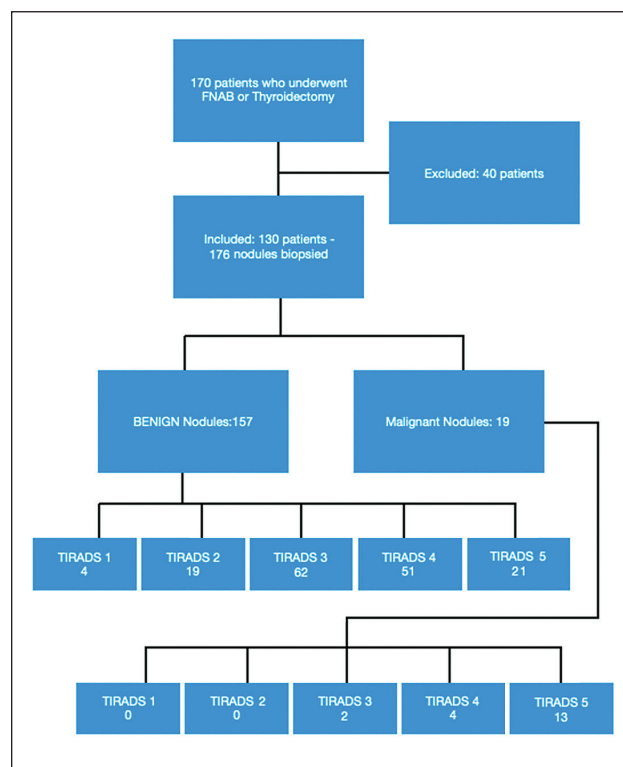 170 patients who underwent
FNAB or Thyroidectomy
Excluded: 40 patients
Included: 130 patients -
176 nodules biopsied
BENIGN Nodules:157
Malignant Nodules: 19
TIRADS 1
4
TIRADS 2
19
TIRADS 3
62
TIRADS 4
51
TIRADS 5
21
TIRADS 1
0
TIRADS 2
0
TIRADS 3
2
TIRADS 4
4
TIRADS 5
13